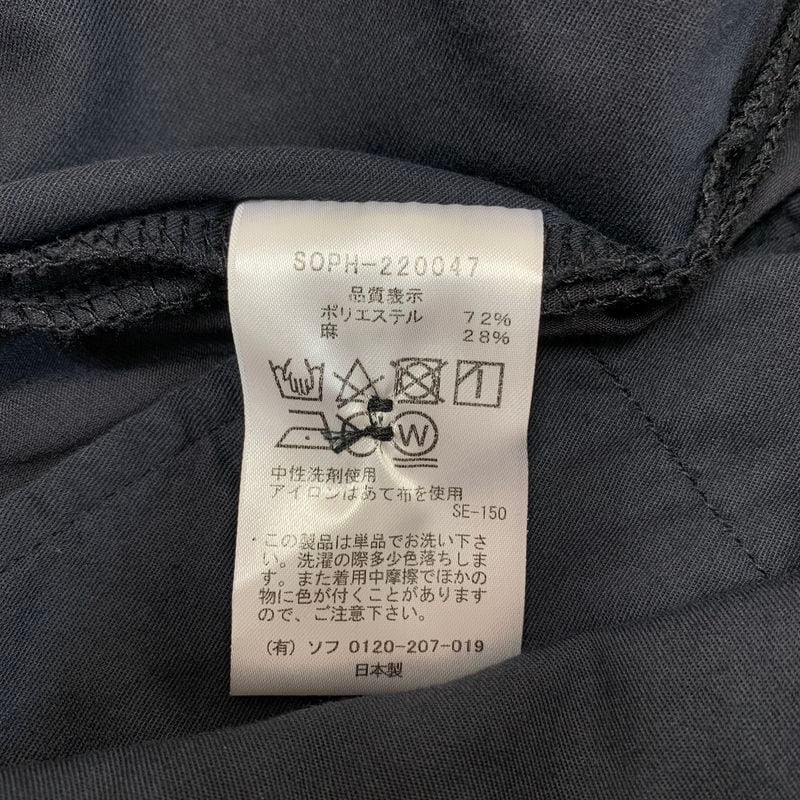 SOPH-220047
品質表示
ポリエステル 72%
麻 28%
W
中性洗剤使用
アイロンはあて布を使用
SE-150
・この製品は単品でお洗い下さ
い。洗濯の際多少色落ちしま
す。また着用中摩擦でほかの
物に色が付くことがあります
ので、ご注意下さい。
(有) ソフ 0120-207-019
日本製